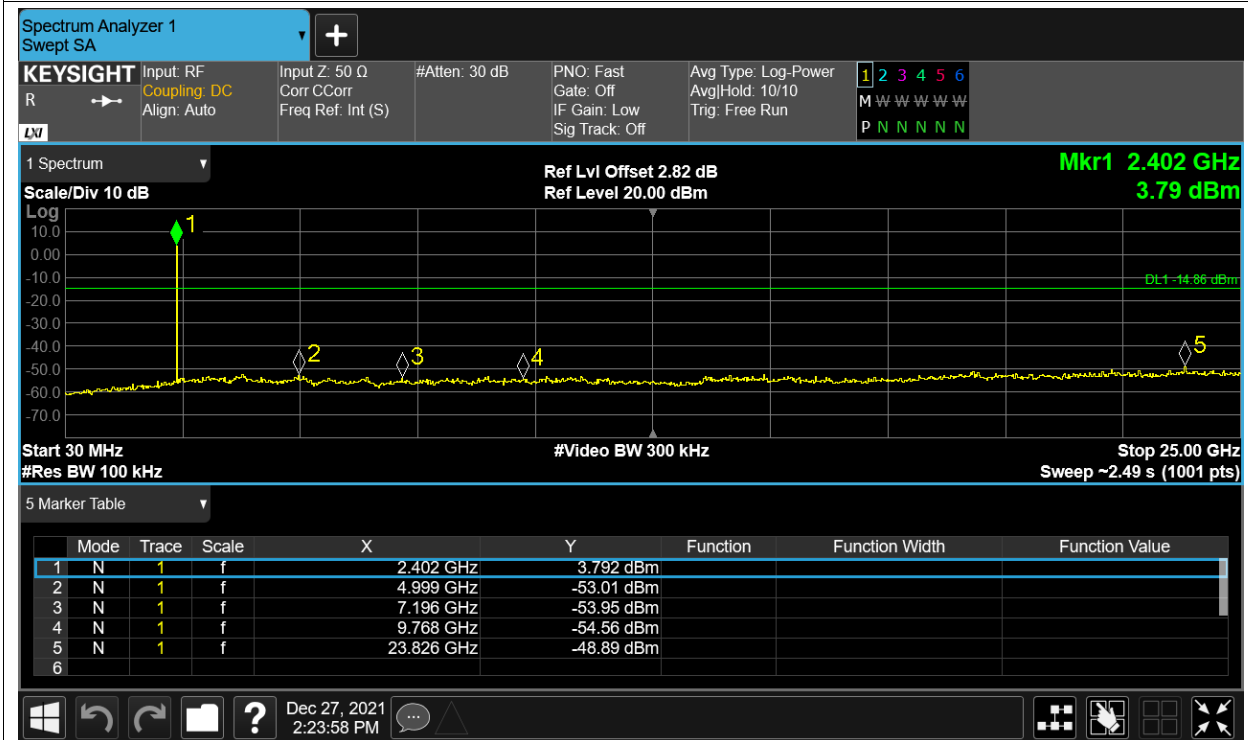 Spectrum Analyzer 1
Swept SA
+
KEYSIGHT Input: RF Input Z: 50 Ω #Atten: 30 dB PNO: Fast Avg Type: Log-Power 1 2 3 4 5 6
R Coupling: DC Corr CCorr Gate: Off Avg|Hold: 10/10 M W W W W W
Align: Auto Freq Ref: Int (S) IF Gain: Low Trig: Free Run
LXI Sig Track: Off P N N N N N
1 Spectrum Ref Lvl Offset 2.82 dB Mkr1 2.402 GHz
Scale/Div 10 dB Ref Level 20.00 dBm 3.79 dBm
Log
1
10.0
0.00
-10.0
DL1 -14.86 dBm
-20.0
-30.0
-40.0
2 3 4 5
-50.0
-60.0
-70.0
Start 30 MHz #Video BW 300 kHz Stop 25.00 GHz
#Res BW 100 kHz Sweep ~2.49 s (1001 pts)
5 Marker Table
Mode Trace Scale X Y Function Function Width Function Value
1 N 1 f 2.402 GHz 3.792 dBm
2 N 1 f 4.999 GHz -53.01 dBm
3 N 1 f 7.196 GHz -53.95 dBm
4 N 1 f 9.768 GHz -54.56 dBm
5 N 1 f 23.826 GHz -48.89 dBm
6
? Dec 27, 2021
2:23:58 PM